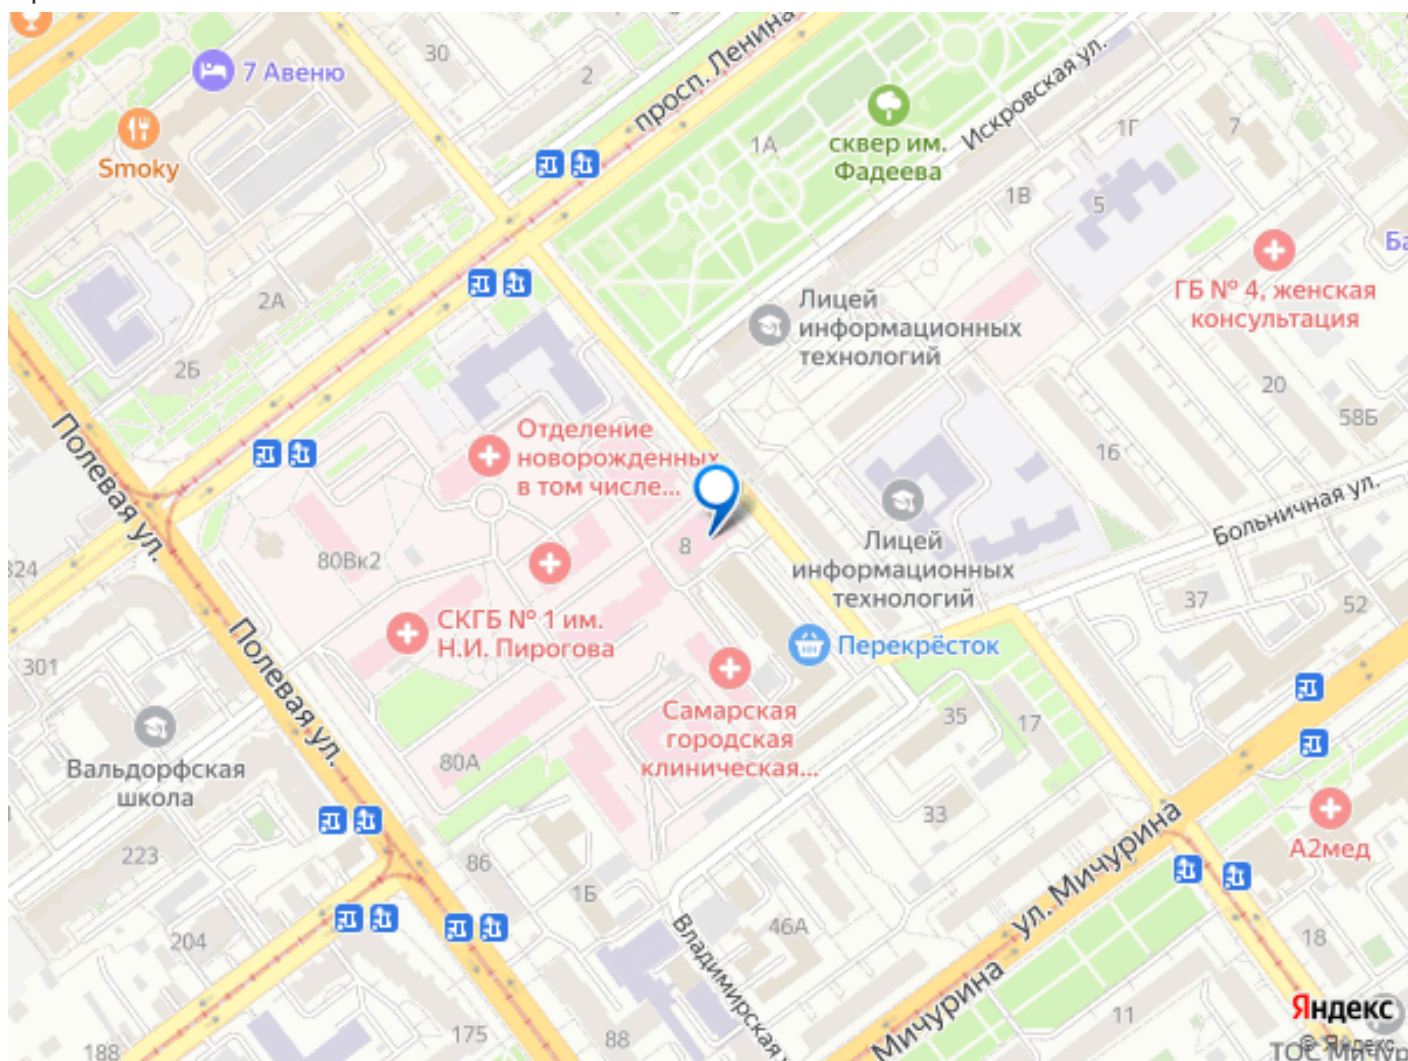 30
7 Авеню
2
просп. Ленина
Искровская ул.
Smoky
1А
сквер им.
Фадеева
1Г
7
1В
5
ГБ № 4, женская
консультация
Ба
2А
Лицей
информационных
технологий
2Б
20
58Б
16
Полевая ул.
Отделение
новорожденных
в том числе...
Больничная ул.
324
80Вк2
8
Лицей
информационных
технологий
37
52
СКГБ № 1 им.
Н.И. Пирогова
Перекрёсток
301
Полевая ул.
Самарская
городская
клиническая...
35
17
Вальдорфская
школа
80А
33
А2мед
223
86
1Б
ул. Мичурина
46А
204
Владимирская
18
Мичурина
11
Яндекс
188
175
88
© Яндекс